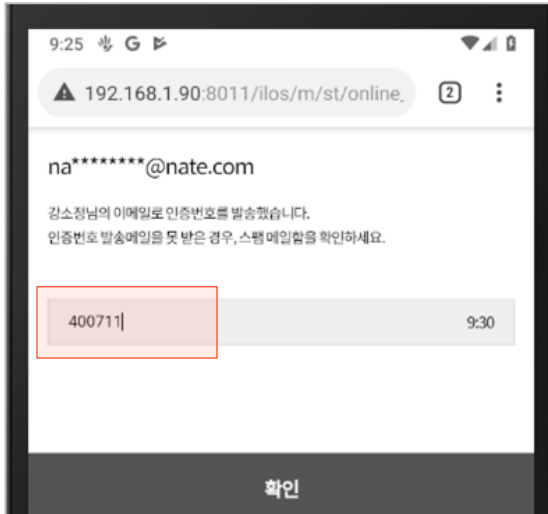 9:25 G
192.168.1.90:8011/ilos/m/st/online_ 2
na********@nate.com
강소정님의 이메일로 인증번호를 발송했습니다.
인증번호 발송메일을 못 받은 경우, 스팸 메일함을 확인하세요.
400711 9:30
확인